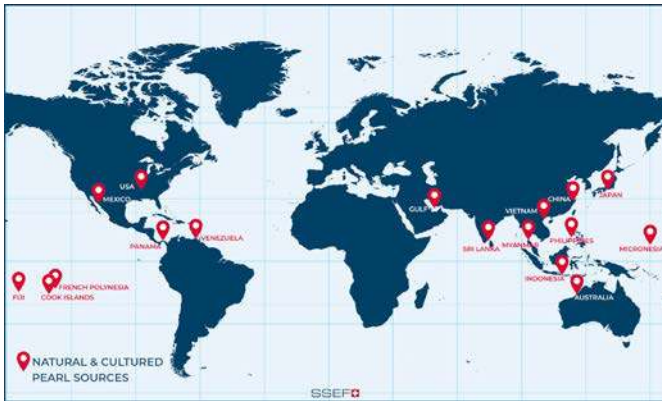 USA
MEXICO
PANAMA
VENEZUELA
FIJI
FRENCH POLYNESIA
COOK ISLANDS
GULF
SRI LANKA
VIETNAM
MYANMAR
CHINA
JAPAN
PHILIPPINES
MICRONESIA
INDONESIA
AUSTRALIA
NATURAL & CULTURED
PEARL SOURCES
SSEF